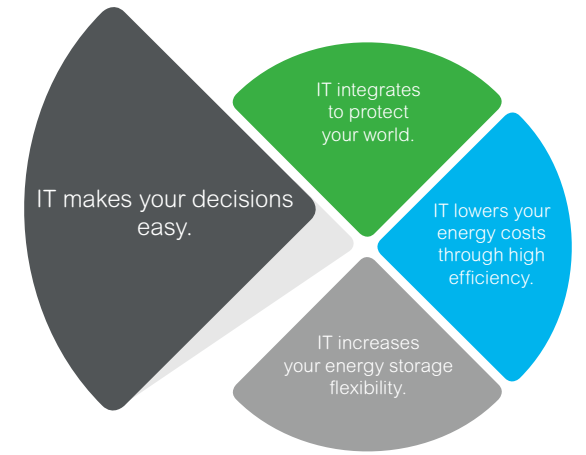 IT makes your decisions
easy.
IT integrates
to protect
your world.
IT lowers your
energy costs
through high
efficiency.
IT increases
your energy storage
flexibility.